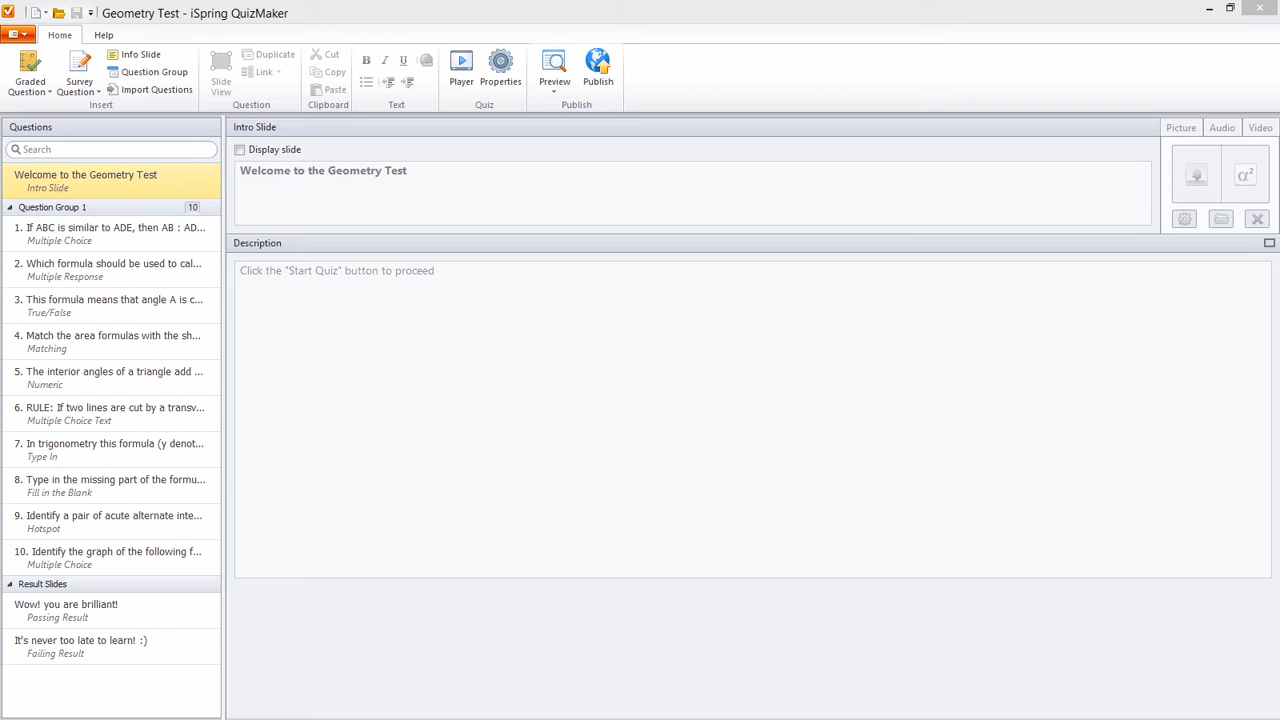 Geometry Test - iSpring QuizMaker
Home Help
Graded Question
Survey Question
Info Slide
Question Group
Import Questions
Insert
Slide View
Duplicate
Link
Question
Cut
Copy
Paste
Clipboard
B I U
Text
Player
Properties
Quiz
Preview
Publish
Publish
Questions
Search
Welcome to the Geometry Test
Intro Slide
Question Group 1 10
1. If ABC is similar to ADE, then AB : AD...
Multiple Choice
2. Which formula should be used to cal...
Multiple Response
3. This formula means that angle A is c...
True/False
4. Match the area formulas with the sh...
Matching
5. The interior angles of a triangle add ...
Numeric
6. RULE: If two lines are cut by a transv...
Multiple Choice Text
7. In trigonometry this formula (y denot...
Type In
8. Type in the missing part of the formu...
Fill in the Blank
9. Identify a pair of acute alternate inte...
Hotspot
10. Identify the graph of the following f...
Multiple Choice
Result Slides
Wow! you are brilliant!
Passing Result
It's never too late to learn! :)
Failing Result
Intro Slide
Display slide
Welcome to the Geometry Test
Picture Audio Video
α²
Description
Click the "Start Quiz" button to proceed